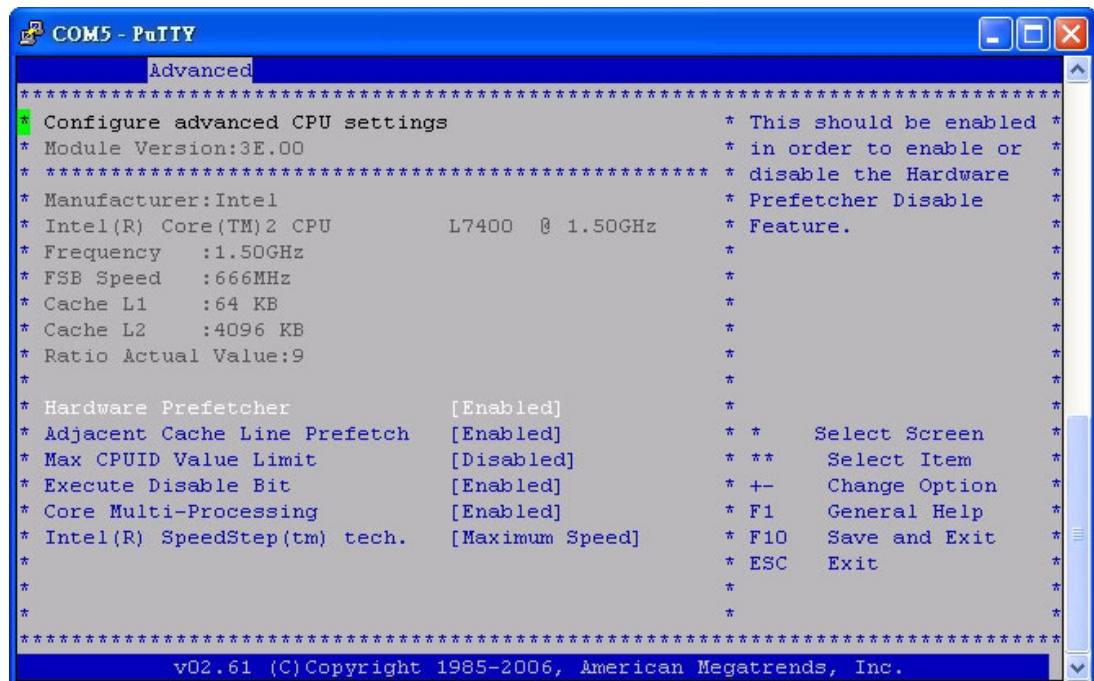 COM5 - PuTTY
Advanced
********************************************************************************
* Configure advanced CPU settings * This should be enabled *
* Module Version:3E.00 * in order to enable or *
* *************************************************** * disable the Hardware *
* Manufacturer:Intel * Prefetcher Disable *
* Intel(R) Core(TM)2 CPU L7400 @ 1.50GHz * Feature. *
* Frequency :1.50GHz * *
* FSB Speed :666MHz * *
* Cache L1 :64 KB * *
* Cache L2 :4096 KB * *
* Ratio Actual Value:9 * *
* * *
* Hardware Prefetcher [Enabled] * *
* Adjacent Cache Line Prefetch [Enabled] * * Select Screen *
* Max CPUID Value Limit [Disabled] * ** Select Item *
* Execute Disable Bit [Enabled] * +- Change Option *
* Core Multi-Processing [Enabled] * F1 General Help *
* Intel(R) SpeedStep(tm) tech. [Maximum Speed] * F10 Save and Exit *
* * ESC Exit *
* * *
* * *
********************************************************************************
v02.61 (C)Copyright 1985-2006, American Megatrends, Inc.